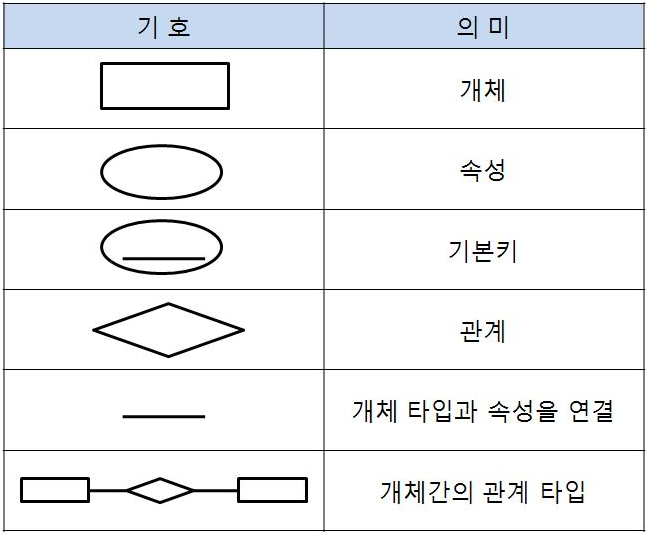 기 호
의 미
개체
속성
기본키
관계
개체 타입과 속성을 연결
개체간의 관계 타입